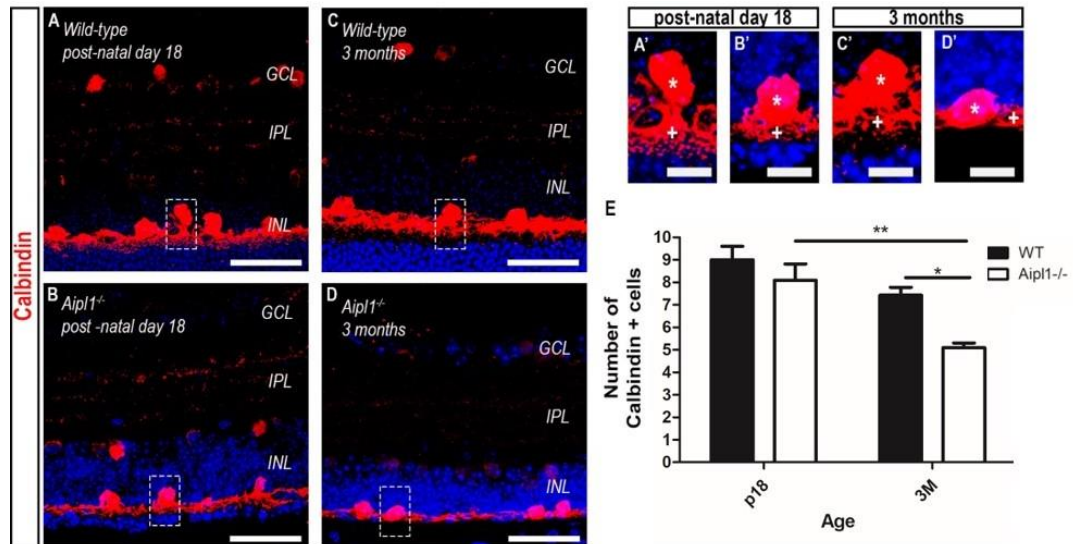 Calbindin
A
Wild-type
post-natal day 18
GCL
IPL
INL
INL
C
Wild-type
3 months
GCL
IPL
INL
INL
B
Aipl1-/-
post -natal day 18
GCL
IPL
INL
D
Aipl1-/-
3 months
GCL
IPL
INL
post-natal day 18
3 months
A'
*
+
B'
*
+
C'
*
+
D'
*
+
E
**
*
WT
Aipl1-/-
Number of
Calbindin + cells
10
9
8
7
6
5
4
3
2
1
0
p18
3M
Age